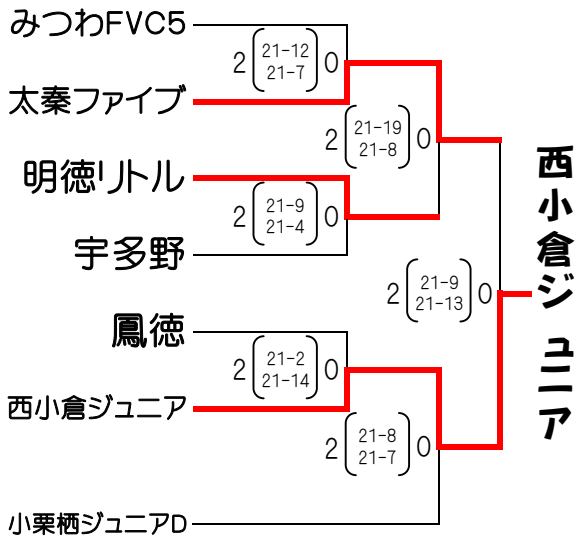 みつわFVC5
2 21-12 0
21-7
太秦ファイブ
2 21-19 0
21-8
明徳リトル
2 21-9 0
21-4
宇多野
西小倉ジュニア
2 21-9 0
21-13
鳳徳
2 21-2 0
21-14
西小倉ジュニア
2 21-8 0
21-7
小栗栖ジュニアD